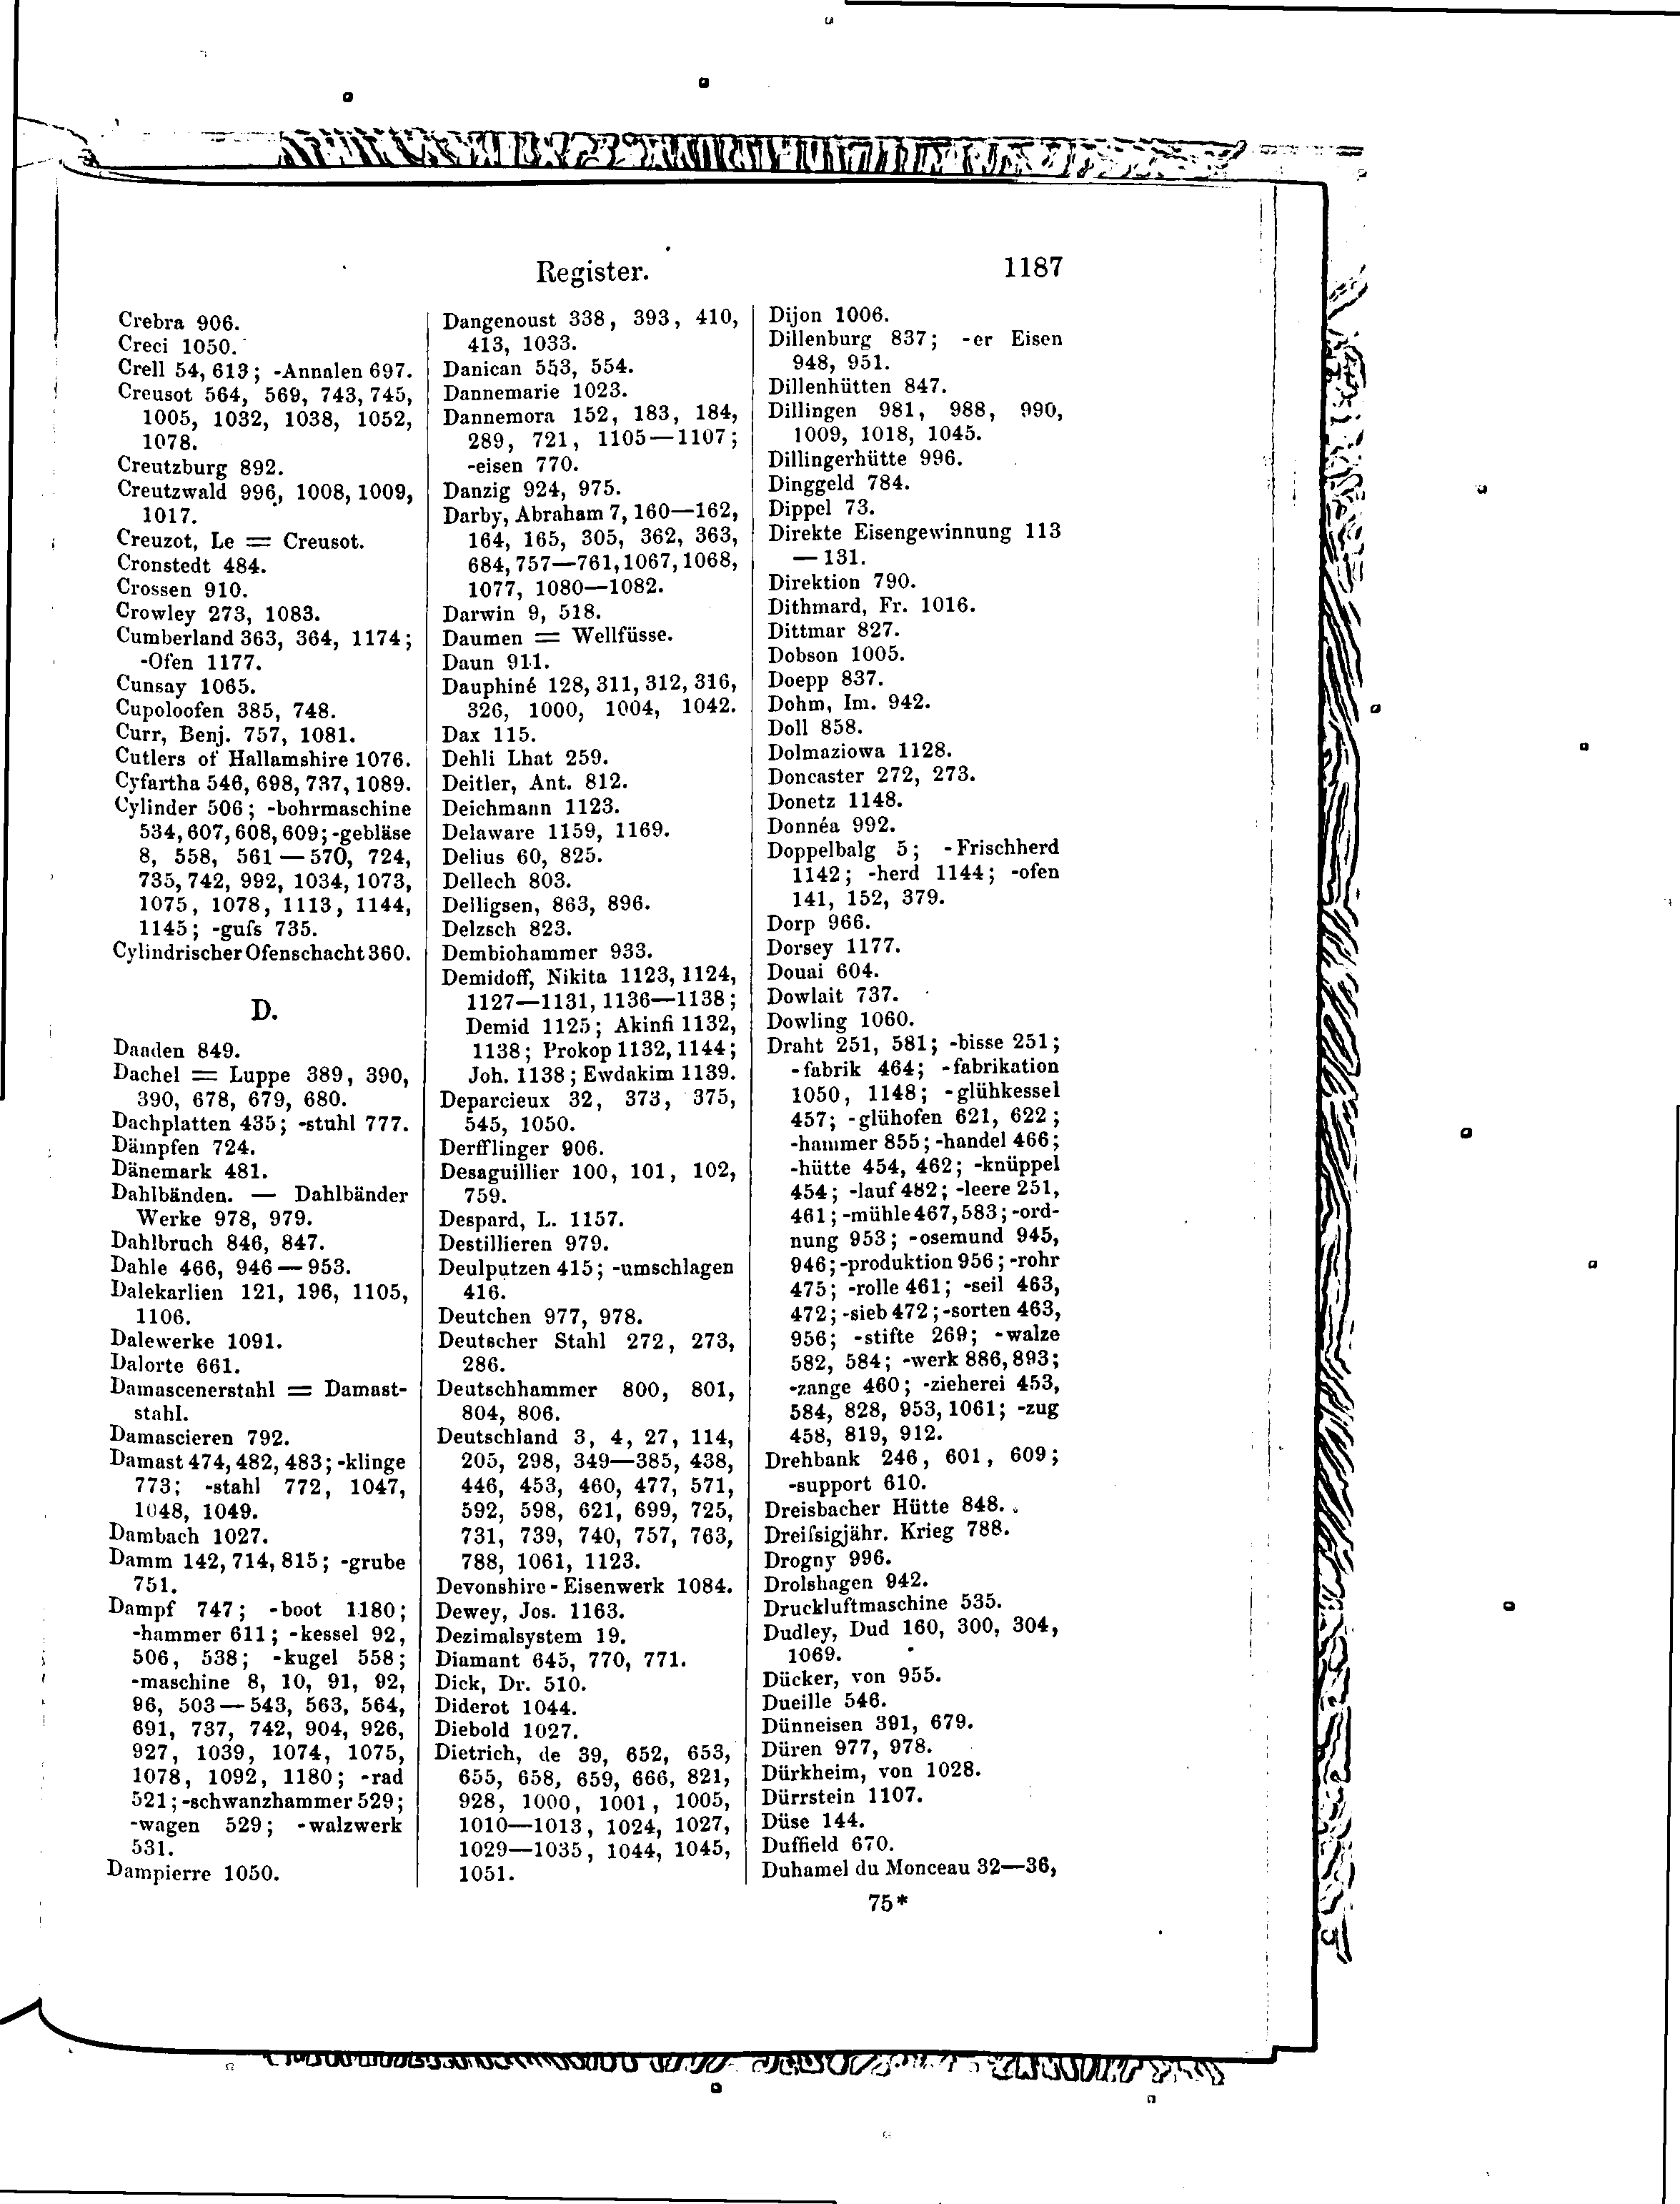 Register.
1187
Crebra 906.
Creci 1050.
Crell 54, 613; -Annalen 697.
Creusot 564, 569, 743, 745,
1005, 1032, 1038, 1052,
1078.
Creutzburg 892.
Creutzwald 996, 1008, 1009,
1017.
Creuzot, Le = Creusot.
Cronstedt 484.
Crossen 910.
Crowley 273, 1083.
Cumberland 363, 364, 1174;
-Ofen 1177.
Cunsay 1065.
Cupoloofen 385, 748.
Curr, Benj. 757, 1081.
Cutlers of Hallamshire 1076.
Cyfartha 546, 698, 737, 1089.
Cylinder 506; -bohrmaschine
534, 607, 608, 609; -gebläse
8, 558, 561 — 570, 724,
735, 742, 992, 1034, 1073,
1075, 1078, 1113, 1144,
1145; -guſs 735.
Cylindrischer Ofenschacht 360.
D.
Daaden 849.
Dachel = Luppe 389, 390,
390, 678, 679, 680.
Dachplatten 435; -stuhl 777.
Dämpfen 724.
Dänemark 481.
Dahlbänden. — Dahlbänder
Werke 978, 979.
Dahlbruch 846, 847.
Dahle 466, 946 — 953.
Dalekarlien 121, 196, 1105,
1106.
Dalewerke 1091.
Dalorte 661.
Damascenerstahl = Damast-
stahl.
Damascieren 792.
Damast 474, 482, 483; -klinge
773; -stahl 772, 1047,
1048, 1049.
Dambach 1027.
Damm 142, 714, 815; -grube
751.
Dampf 747; -boot 1180;
-hammer 611; -kessel 92,
506, 538; -kugel 558;
-maschine 8, 10, 91, 92,
96, 503 — 543, 563, 564,
691, 737, 742, 904, 926,
927, 1039, 1074, 1075,
1078, 1092, 1180; -rad
521; -schwanzhammer 529;
-wagen 529; -walzwerk
531.
Dampierre 1050.
Dangenoust 338, 393, 410,
413, 1033.
Danican 553, 554.
Dannemarie 1023.
Dannemora 152, 183, 184,
289, 721, 1105—1107;
-eisen 770.
Danzig 924, 975.
Darby, Abraham 7, 160—162,
164, 165, 305, 362, 363,
684, 757—761, 1067, 1068,
1077, 1080—1082.
Darwin 9, 518.
Daumen = Wellfüsse.
Daun 911.
Dauphiné 128, 311, 312, 316,
326, 1000, 1004, 1042.
Dax 115.
Dehli Lhat 259.
Deitler, Ant. 812.
Deichmann 1123.
Delaware 1159, 1169.
Delius 60, 825.
Dellech 803.
Delligsen, 863, 896.
Delzsch 823.
Dembiohammer 933.
Demidoff, Nikita 1123, 1124,
1127—1131, 1136—1138;
Demid 1125; Akinfi 1132,
1138; Prokop 1132, 1144;
Joh. 1138; Ewdakim 1139.
Deparcieux 32, 373, 375,
545, 1050.
Derfflinger 906.
Desaguillier 100, 101, 102,
759.
Despard, L. 1157.
Destillieren 979.
Deulputzen 415; -umschlagen
416.
Deutchen 977, 978.
Deutscher Stahl 272, 273,
286.
Deutschhammer 800, 801,
804, 806.
Deutschland 3, 4, 27, 114,
205, 298, 349—385, 438,
446, 453, 460, 477, 571,
592, 598, 621, 699, 725,
731, 739, 740, 757, 763,
788, 1061, 1123.
Devonshire-Eisenwerk 1084.
Dewey, Jos. 1163.
Dezimalsystem 19.
Diamant 645, 770, 771.
Dick, Dr. 510.
Diderot 1044.
Diebold 1027.
Dietrich, de 39, 652, 653,
655, 658, 659, 666, 821,
928, 1000, 1001, 1005,
1010—1013, 1024, 1027,
1029—1035, 1044, 1045,
1051.
Dijon 1006.
Dillenburg 837; -er Eisen
948, 951.
Dillenhütten 847.
Dillingen 981, 988, 990,
1009, 1018, 1045.
Dillingerhütte 996.
Dinggeld 784.
Dippel 73.
Direkte Eisengewinnung 113
— 131.
Direktion 790.
Dithmard, Fr. 1016.
Dittmar 827.
Dobson 1005.
Doepp 837.
Dohm, Im. 942.
Doll 858.
Dolmaziowa 1128.
Doncaster 272, 273.
Donetz 1148.
Donnéa 992.
Doppelbalg 5; -Frischherd
1142; -herd 1144; -ofen
141, 152, 379.
Dorp 966.
Dorsey 1177.
Douai 604.
Dowlait 737.
Dowling 1060.
Draht 251, 581; -bisse 251;
-fabrik 464; -fabrikation
1050, 1148; -glühkessel
457; -glühofen 621, 622;
-hammer 855; -handel 466;
-hütte 454, 462; -knüppel
454; -lauf 482; -leere 251,
461; -mühle 467, 583; -ord-
nung 953; -osemund 945,
946; -produktion 956; -rohr
475; -rolle 461; -seil 463,
472; -sieb 472; -sorten 463,
956; -stifte 269; -walze
582, 584; -werk 886, 893;
-zange 460; -zieherei 453,
584, 828, 953, 1061; -zug
458, 819, 912.
Drehbank 246, 601, 609;
-support 610.
Dreisbacher Hütte 848.
Dreiſsigjähr. Krieg 788.
Drogny 996.
Drolshagen 942.
Druckluftmaschine 535.
Dudley, Dud 160, 300, 304,
1069.
Dücker, von 955.
Dueille 546.
Dünneisen 391, 679.
Düren 977, 978.
Dürkheim, von 1028.
Dürrstein 1107.
Düse 144.
Duffield 670.
Duhamel du Monceau 32—36,
75*